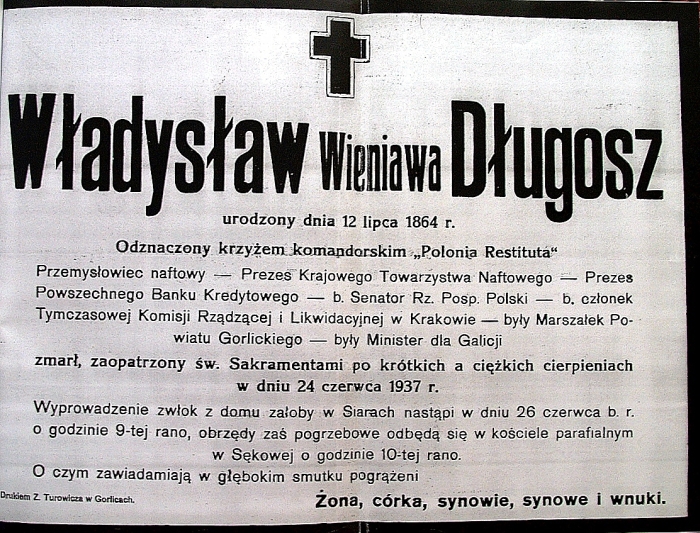 Władysław Wieniawa Długosz
urodzony dnia 12 lipca 1864 r.
Odznaczony krzyżem komandorskim „Polonia Restituta“
Przemysłowiec naftowy — Prezes Krajowego Towarzystwa Naftowego — Prezes
Powszechnego Banku Kredytowego — b. Senator Rz. Posp. Polski — b. członek
Tymczasowej Komisji Rządzącej i Likwidacyjnej w Krakowie — były Marszałek Po-
wiatu Gorlickiego — były Minister dla Galicji
zmarł, zaopatrzony św. Sakramentami po krótkich a ciężkich cierpieniach
w dniu 24 czerwca 1937 r.
Wyprowadzenie zwłok z domu żałoby w Siarach nastąpi w dniu 26 czerwca b. r.
o godzinie 9-tej rano, obrzędy zaś pogrzebowe odbędą się w kościele parafialnym
w Sękowej o godzinie 10-tej rano.
O czym zawiadamiają w głębokim smutku pogrążeni
Żona, córka, synowie, synowe i wnuki.
Drukiem Z. Turowicza w Gorlicach.